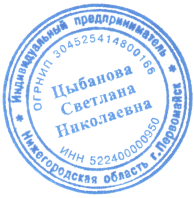 Индивидуальный предприниматель
ОГРНИП 304525414800166
Цыбанова
Светлана
Николаевна
ИНН 522400000950
Нижегородская область г.Первомайск